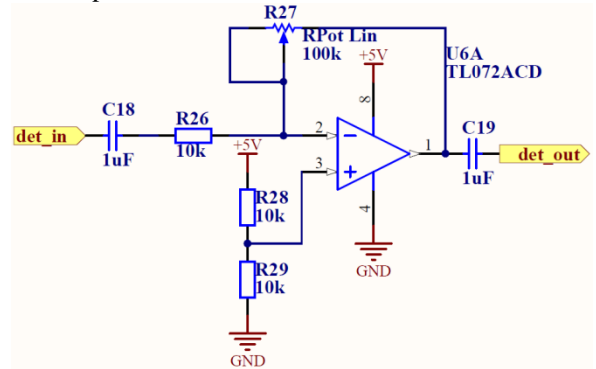 R27
RPot Lin
100k
+5V
U6A
TL072ACD
8
C18
R26
det_in
1uF
10k
2
+5V
3
1
C19
det_out
1uF
R28
10k
4
GND
R29
10k
GND